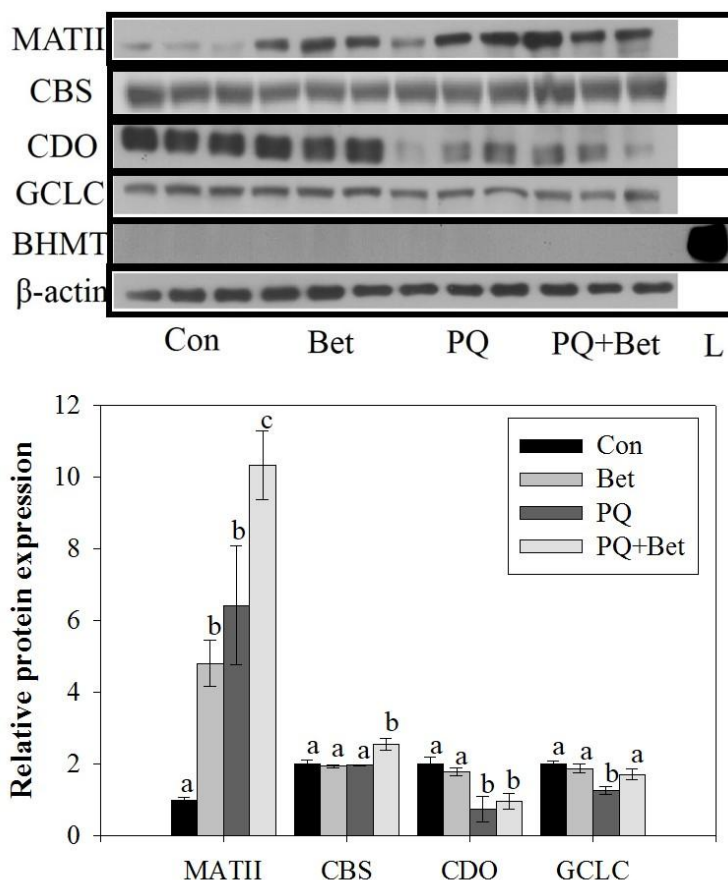 MATII
CBS
CDO
GCLC
BHMT
β-actin
Con Bet PQ PQ+Bet L
12
10
8
6
4
2
0
Relative protein expression
Con
Bet
PQ
PQ+Bet
a b b c
a a a b
a a b b
a a b a
MATII CBS CDO GCLC